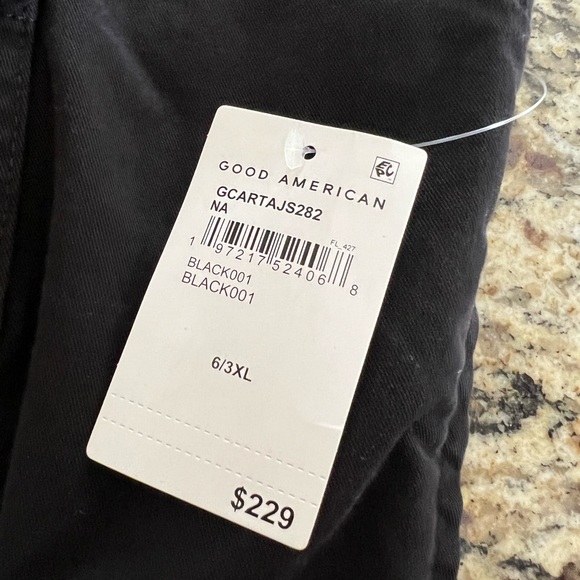 GOOD AMERICAN
GCARTAJS282
NA
FL_427
1 97217 52406 8
BLACK001
BLACK001
6/3XL
$229